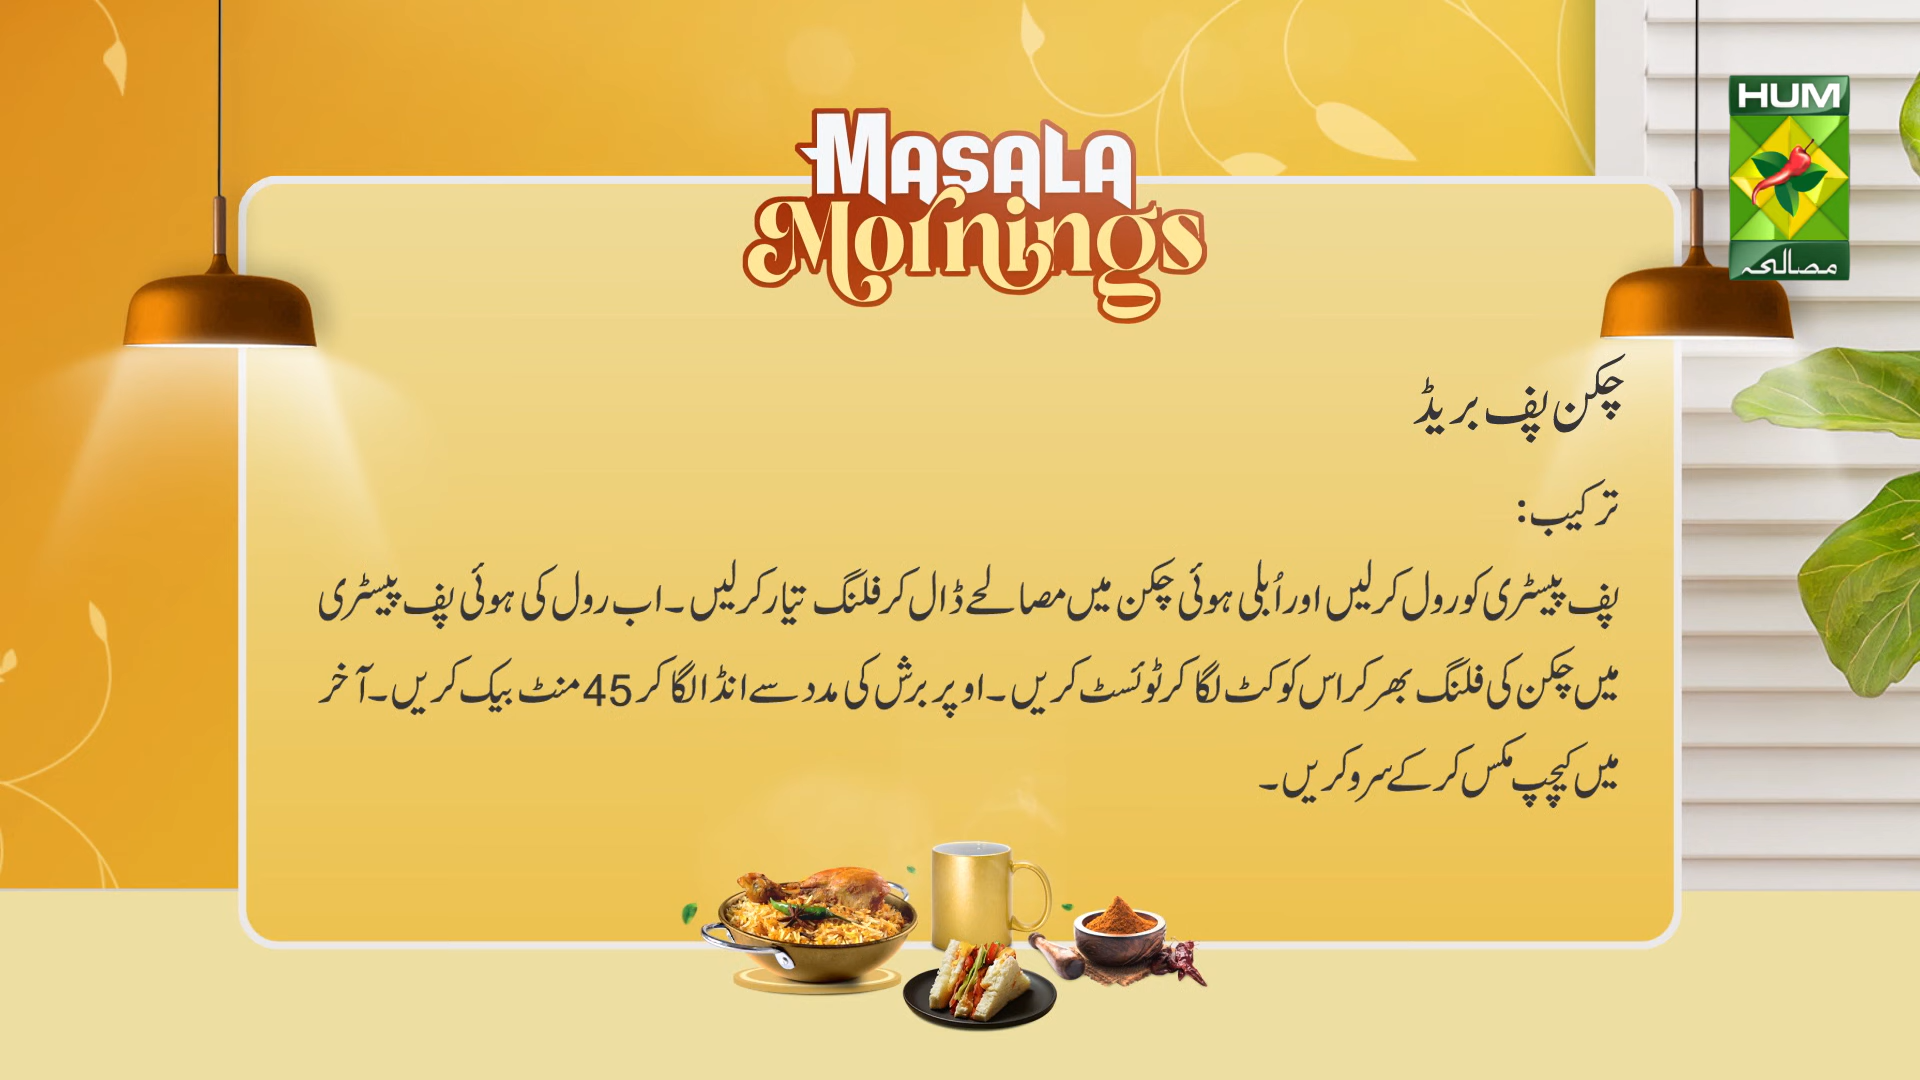 MASALA
Mornings
HUM
مصالحہ
چکن پف بریڈ
ترکیب:
پف پیسٹری کو رول کرلیں اور اُبلی ہوئی چکن میں مصالحے ڈال کر فلنگ تیار کرلیں۔ اب رول کی ہوئی پف پیسٹری
میں چکن کی فلنگ بھر کر اس کو کٹ لگا کر ٹوئسٹ کریں۔ اوپر برش کی مدد سے انڈا لگا کر 45 منٹ بیک کریں۔ آخر
میں کیچپ مکس کر کے سرو کریں۔